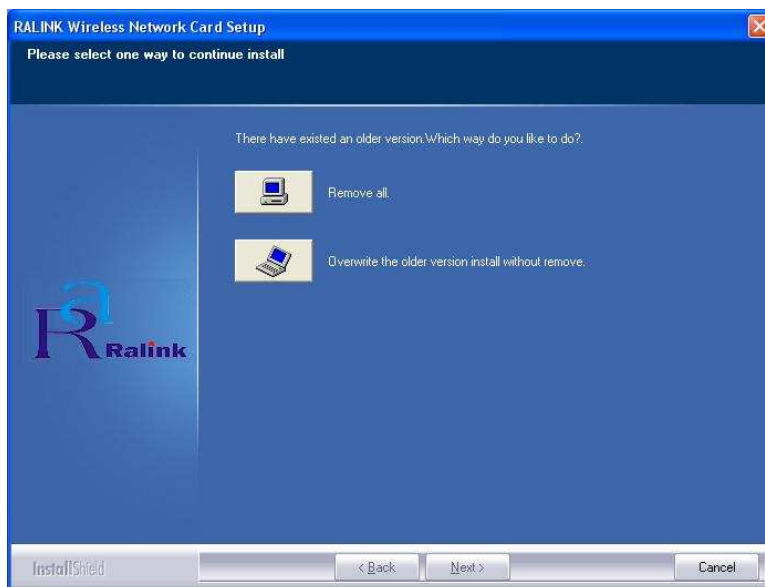 RALINK Wireless Network Card Setup
Please select one way to continue install
There have existed an older version.Which way do you like to do?.
Remove all.
Overwrite the older version install without remove.
Ra
Ralink
InstallShield
< Back
Next >
Cancel